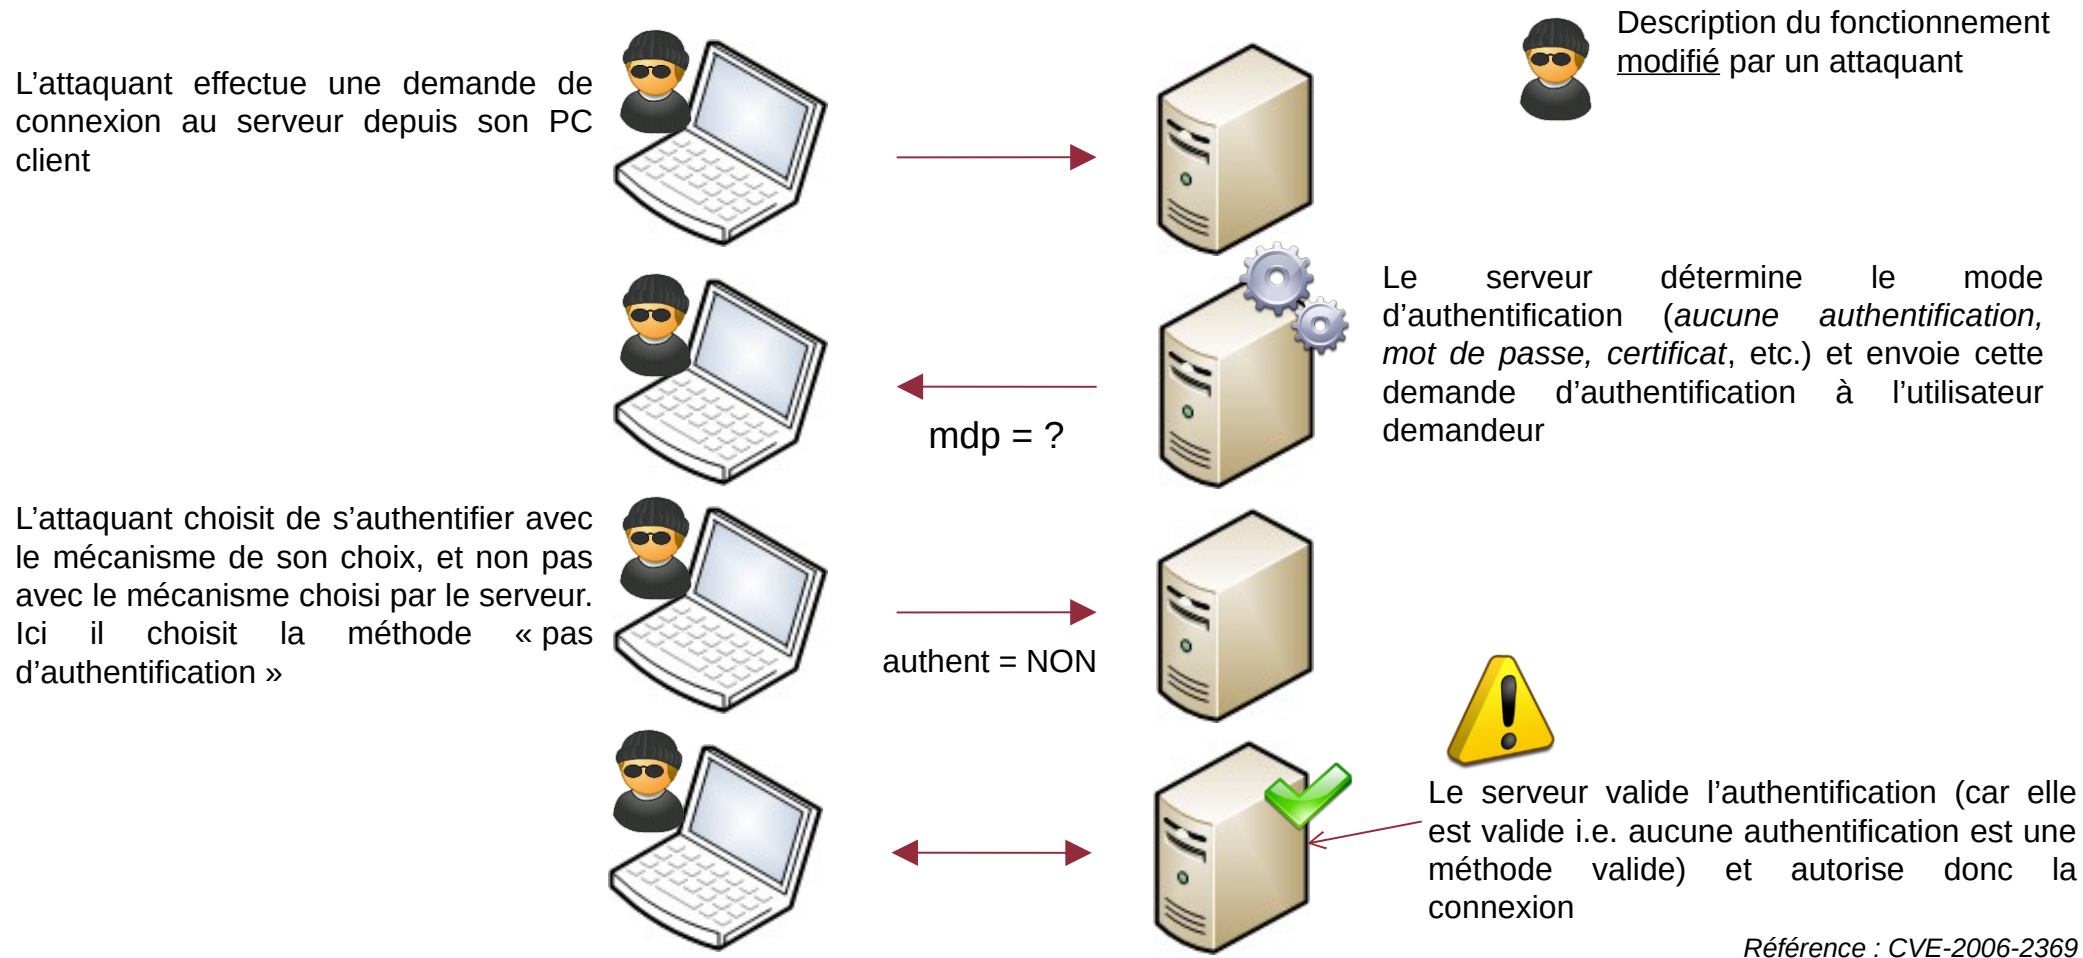 Description du fonctionnement
modifié par un attaquant
L’attaquant effectue une demande de
connexion au serveur depuis son PC
client
Le serveur détermine le mode
d’authentification (aucune authentification,
mot de passe, certificat, etc.) et envoie cette
demande d’authentification à l’utilisateur
demandeur
mdp = ?
L’attaquant choisit de s’authentifier avec
le mécanisme de son choix, et non pas
avec le mécanisme choisi par le serveur.
Ici il choisit la méthode « pas
d’authentification »
authent = NON
Le serveur valide l’authentification (car elle
est valide i.e. aucune authentification est une
méthode valide) et autorise donc la
connexion
Référence : CVE-2006-2369